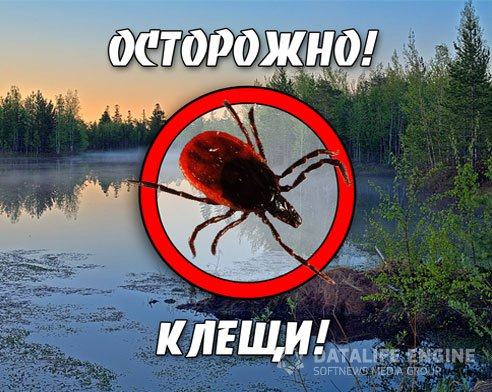 ОСТОРОЖНО!
КЛЕЩИ!
DATALIFE ENGINE
SOFTNEWS MEDIA GROUP